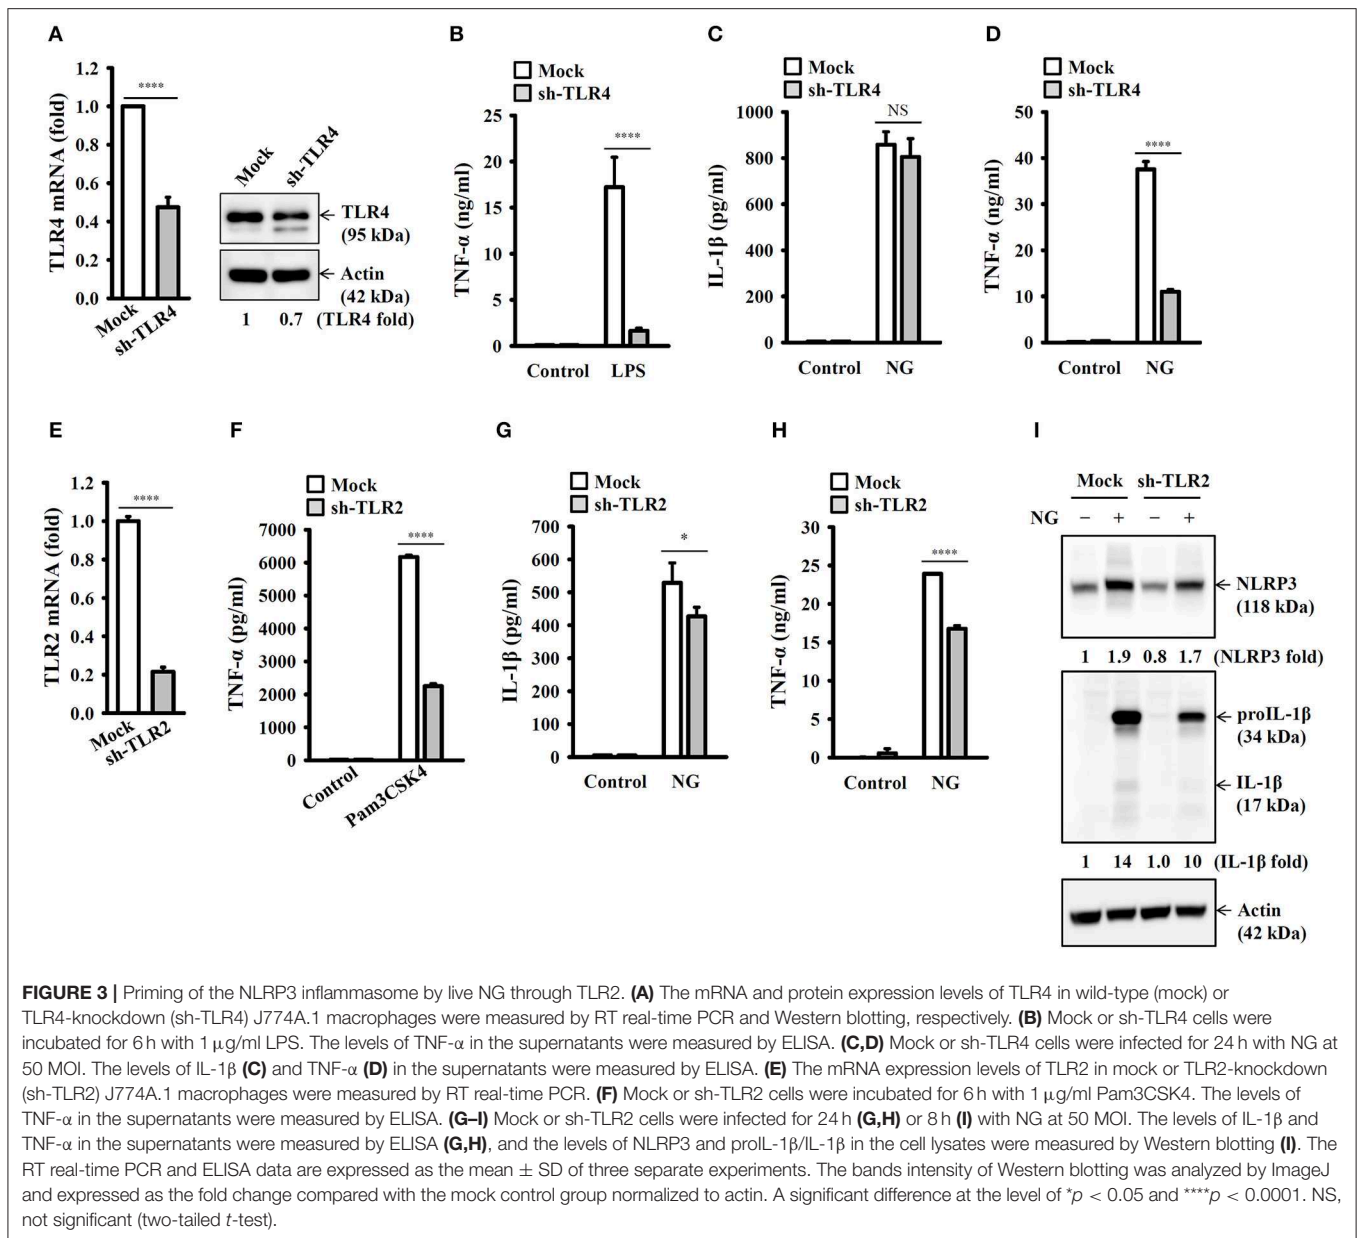 A
1.2
1.0
0.8
0.6
0.4
0.2
0.0
TLR4 mRNA (fold)
****
Mock
sh-TLR4
Mock
sh-TLR4
TLR4
(95 kDa)
Actin
(42 kDa)
1 0.7 (TLR4 fold)
B
Mock
sh-TLR4
25
20
15
10
5
0
TNF-α (ng/ml)
****
Control LPS
C
Mock
sh-TLR4
1000
800
600
400
200
0
IL-1β (pg/ml)
NS
Control NG
D
Mock
sh-TLR4
50
40
30
20
10
0
TNF-α (ng/ml)
****
Control NG
E
1.2
1.0
0.8
0.6
0.4
0.2
0.0
TLR2 mRNA (fold)
****
Mock
sh-TLR2
F
Mock
sh-TLR2
7000
6000
5000
4000
3000
2000
1000
0
TNF-α (pg/ml)
****
Control
Pam3CSK4
G
Mock
sh-TLR2
700
600
500
400
300
200
100
0
IL-1β (pg/ml)
*
Control NG
H
Mock
sh-TLR2
30
25
20
15
10
5
0
TNF-α (ng/ml)
****
Control NG
I
Mock sh-TLR2
NG − + − +
NLRP3
(118 kDa)
1 1.9 0.8 1.7 (NLRP3 fold)
proIL-1β
(34 kDa)
IL-1β
(17 kDa)
1 14 1.0 10 (IL-1β fold)
Actin
(42 kDa)
FIGURE 3 | Priming of the NLRP3 inflammasome by live NG through TLR2. (A) The mRNA and protein expression levels of TLR4 in wild-type (mock) or
TLR4-knockdown (sh-TLR4) J774A.1 macrophages were measured by RT real-time PCR and Western blotting, respectively. (B) Mock or sh-TLR4 cells were
incubated for 6 h with 1 μg/ml LPS. The levels of TNF-α in the supernatants were measured by ELISA. (C,D) Mock or sh-TLR4 cells were infected for 24 h with NG at
50 MOI. The levels of IL-1β (C) and TNF-α (D) in the supernatants were measured by ELISA. (E) The mRNA expression levels of TLR2 in mock or TLR2-knockdown
(sh-TLR2) J774A.1 macrophages were measured by RT real-time PCR. (F) Mock or sh-TLR2 cells were incubated for 6 h with 1 μg/ml Pam3CSK4. The levels of
TNF-α in the supernatants were measured by ELISA. (G–I) Mock or sh-TLR2 cells were infected for 24 h (G,H) or 8 h (I) with NG at 50 MOI. The levels of IL-1β and
TNF-α in the supernatants were measured by ELISA (G,H), and the levels of NLRP3 and proIL-1β/IL-1β in the cell lysates were measured by Western blotting (I). The
RT real-time PCR and ELISA data are expressed as the mean ± SD of three separate experiments. The bands intensity of Western blotting was analyzed by ImageJ
and expressed as the fold change compared with the mock control group normalized to actin. A significant difference at the level of *p < 0.05 and ****p < 0.0001. NS,
not significant (two-tailed t-test).